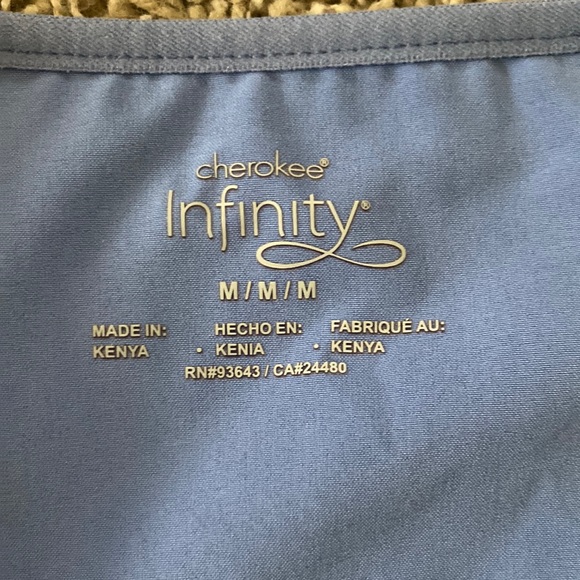 cherokee®
Infinity®
M / M / M
MADE IN: HECHO EN: FABRIQUÉ AU:
KENYA • KENIA • KENYA
RN#93643 / CA#24480